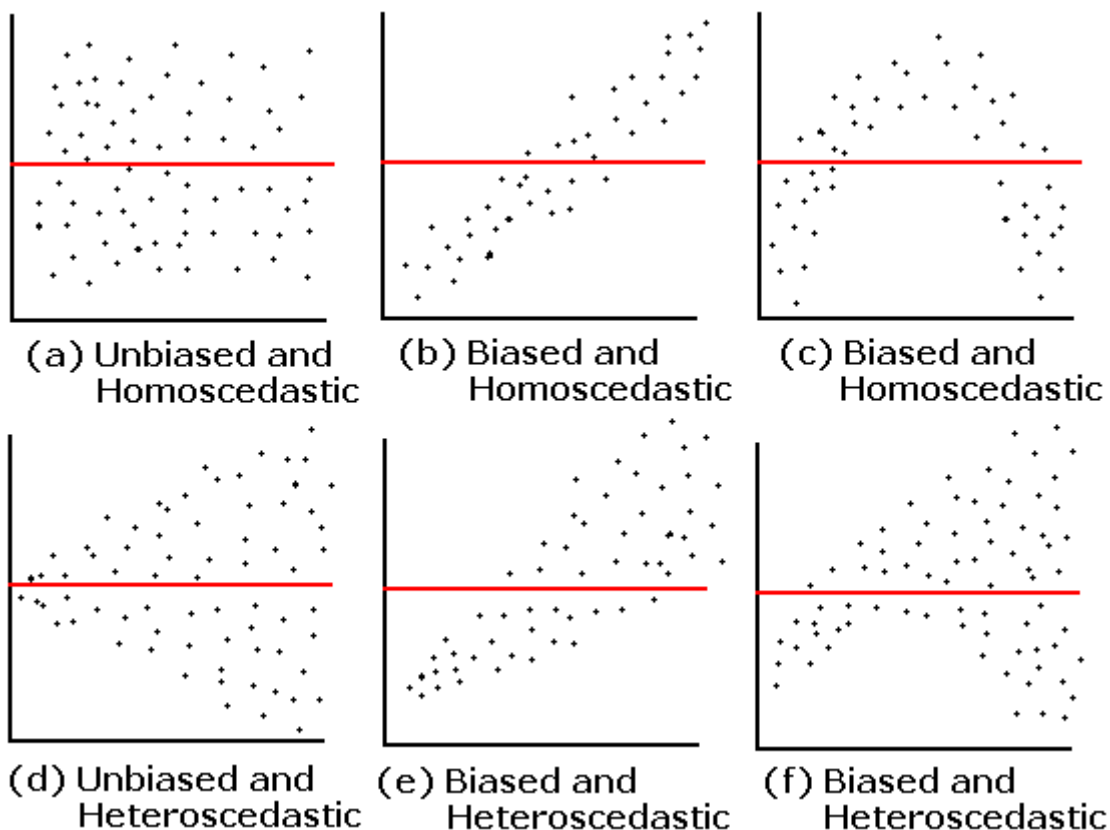 (a) Unbiased and
Homoscedastic
(b) Biased and
Homoscedastic
(c) Biased and
Homoscedastic
(d) Unbiased and
Heteroscedastic
(e) Biased and
Heteroscedastic
(f) Biased and
Heteroscedastic